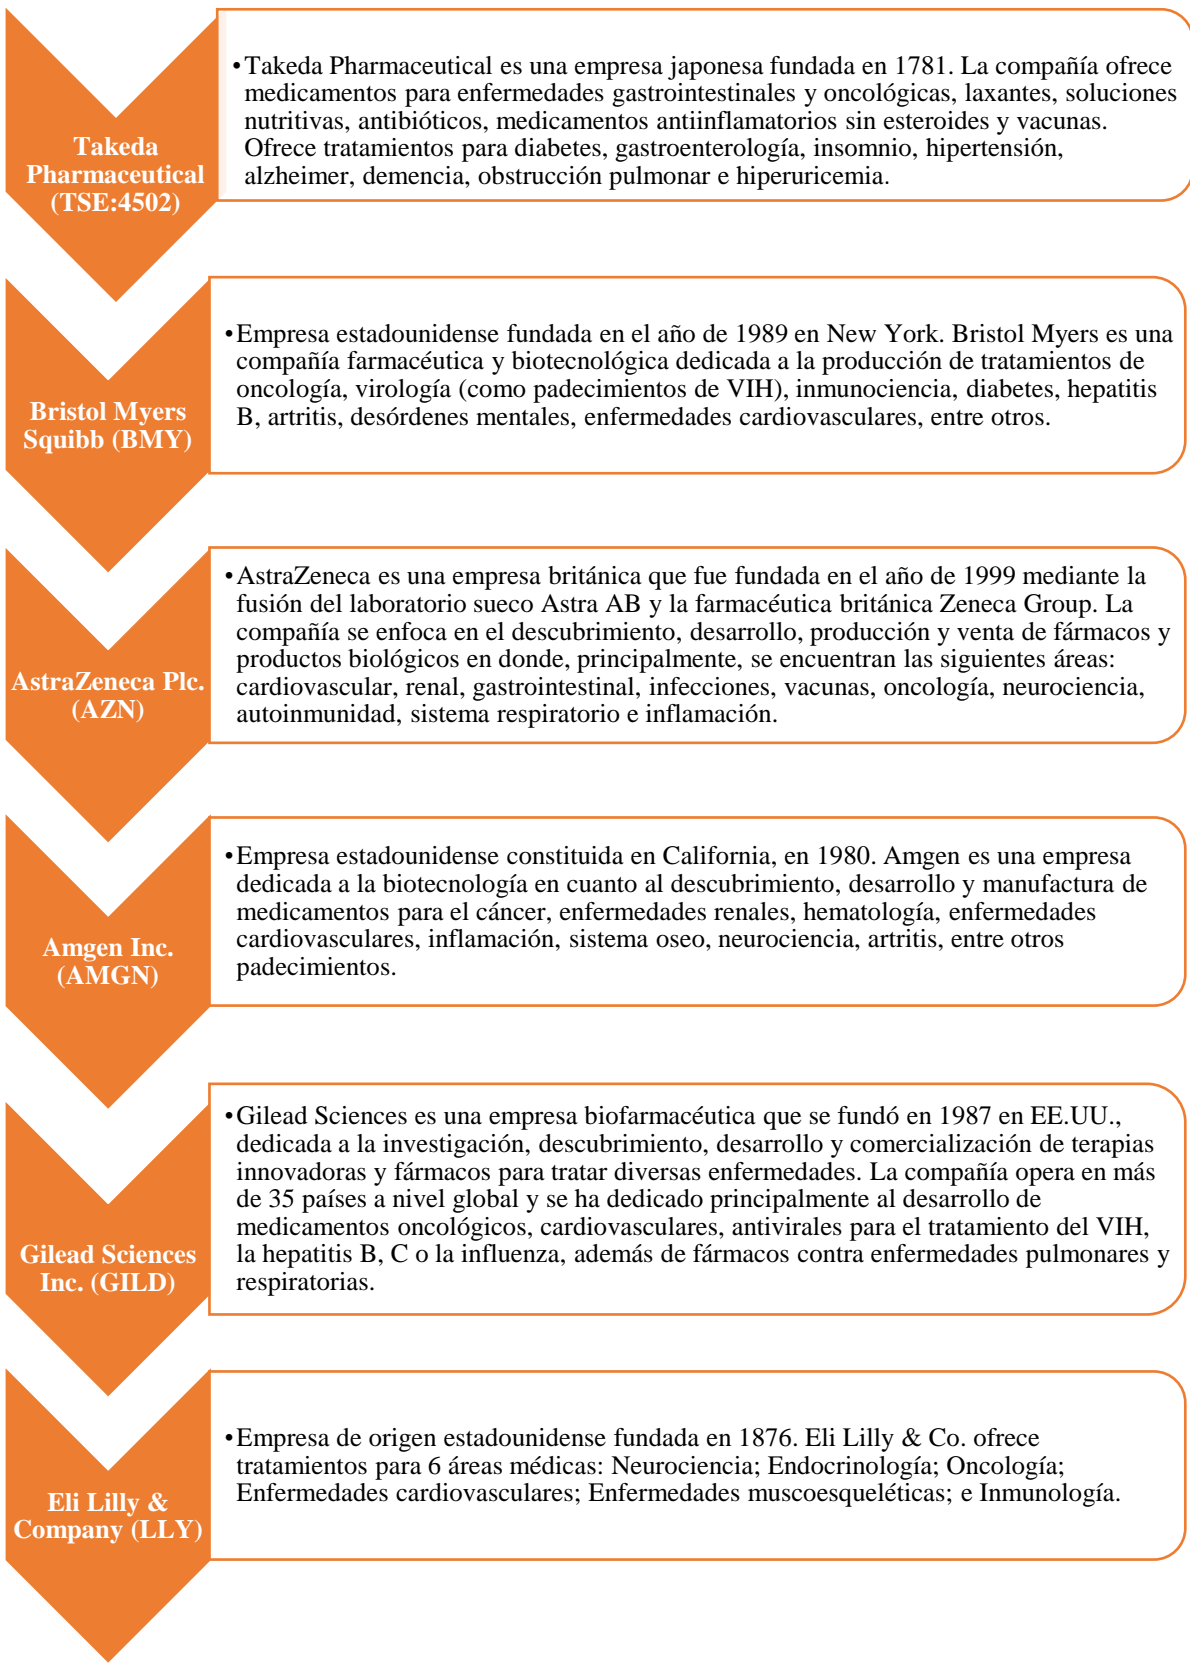 Takeda
Pharmaceutical
(TSE:4502)
•Takeda Pharmaceutical es una empresa japonesa fundada en 1781. La compañía ofrece
medicamentos para enfermedades gastrointestinales y oncológicas, laxantes, soluciones
nutritivas, antibióticos, medicamentos antiinflamatorios sin esteroides y vacunas.
Ofrece tratamientos para diabetes, gastroenterología, insomnio, hipertensión,
alzheimer, demencia, obstrucción pulmonar e hiperuricemia.
Bristol Myers
Squibb (BMY)
•Empresa estadounidense fundada en el año de 1989 en New York. Bristol Myers es una
compañía farmacéutica y biotecnológica dedicada a la producción de tratamientos de
oncología, virología (como padecimientos de VIH), inmunociencia, diabetes, hepatitis
B, artritis, desórdenes mentales, enfermedades cardiovasculares, entre otros.
AstraZeneca Plc.
(AZN)
•AstraZeneca es una empresa británica que fue fundada en el año de 1999 mediante la
fusión del laboratorio sueco Astra AB y la farmacéutica británica Zeneca Group. La
compañía se enfoca en el descubrimiento, desarrollo, producción y venta de fármacos y
productos biológicos en donde, principalmente, se encuentran las siguientes áreas:
cardiovascular, renal, gastrointestinal, infecciones, vacunas, oncología, neurociencia,
autoinmunidad, sistema respiratorio e inflamación.
Amgen Inc.
(AMGN)
•Empresa estadounidense constituida en California, en 1980. Amgen es una empresa
dedicada a la biotecnología en cuanto al descubrimiento, desarrollo y manufactura de
medicamentos para el cáncer, enfermedades renales, hematología, enfermedades
cardiovasculares, inflamación, sistema oseo, neurociencia, artritis, entre otros
padecimientos.
Gilead Sciences
Inc. (GILD)
•Gilead Sciences es una empresa biofarmacéutica que se fundó en 1987 en EE.UU.,
dedicada a la investigación, descubrimiento, desarrollo y comercialización de terapias
innovadoras y fármacos para tratar diversas enfermedades. La compañía opera en más
de 35 países a nivel global y se ha dedicado principalmente al desarrollo de
medicamentos oncológicos, cardiovasculares, antivirales para el tratamiento del VIH,
la hepatitis B, C o la influenza, además de fármacos contra enfermedades pulmonares y
respiratorias.
Eli Lilly &
Company (LLY)
•Empresa de origen estadounidense fundada en 1876. Eli Lilly & Co. ofrece
tratamientos para 6 áreas médicas: Neurociencia; Endocrinología; Oncología;
Enfermedades cardiovasculares; Enfermedades muscoesqueléticas; e Inmunología.